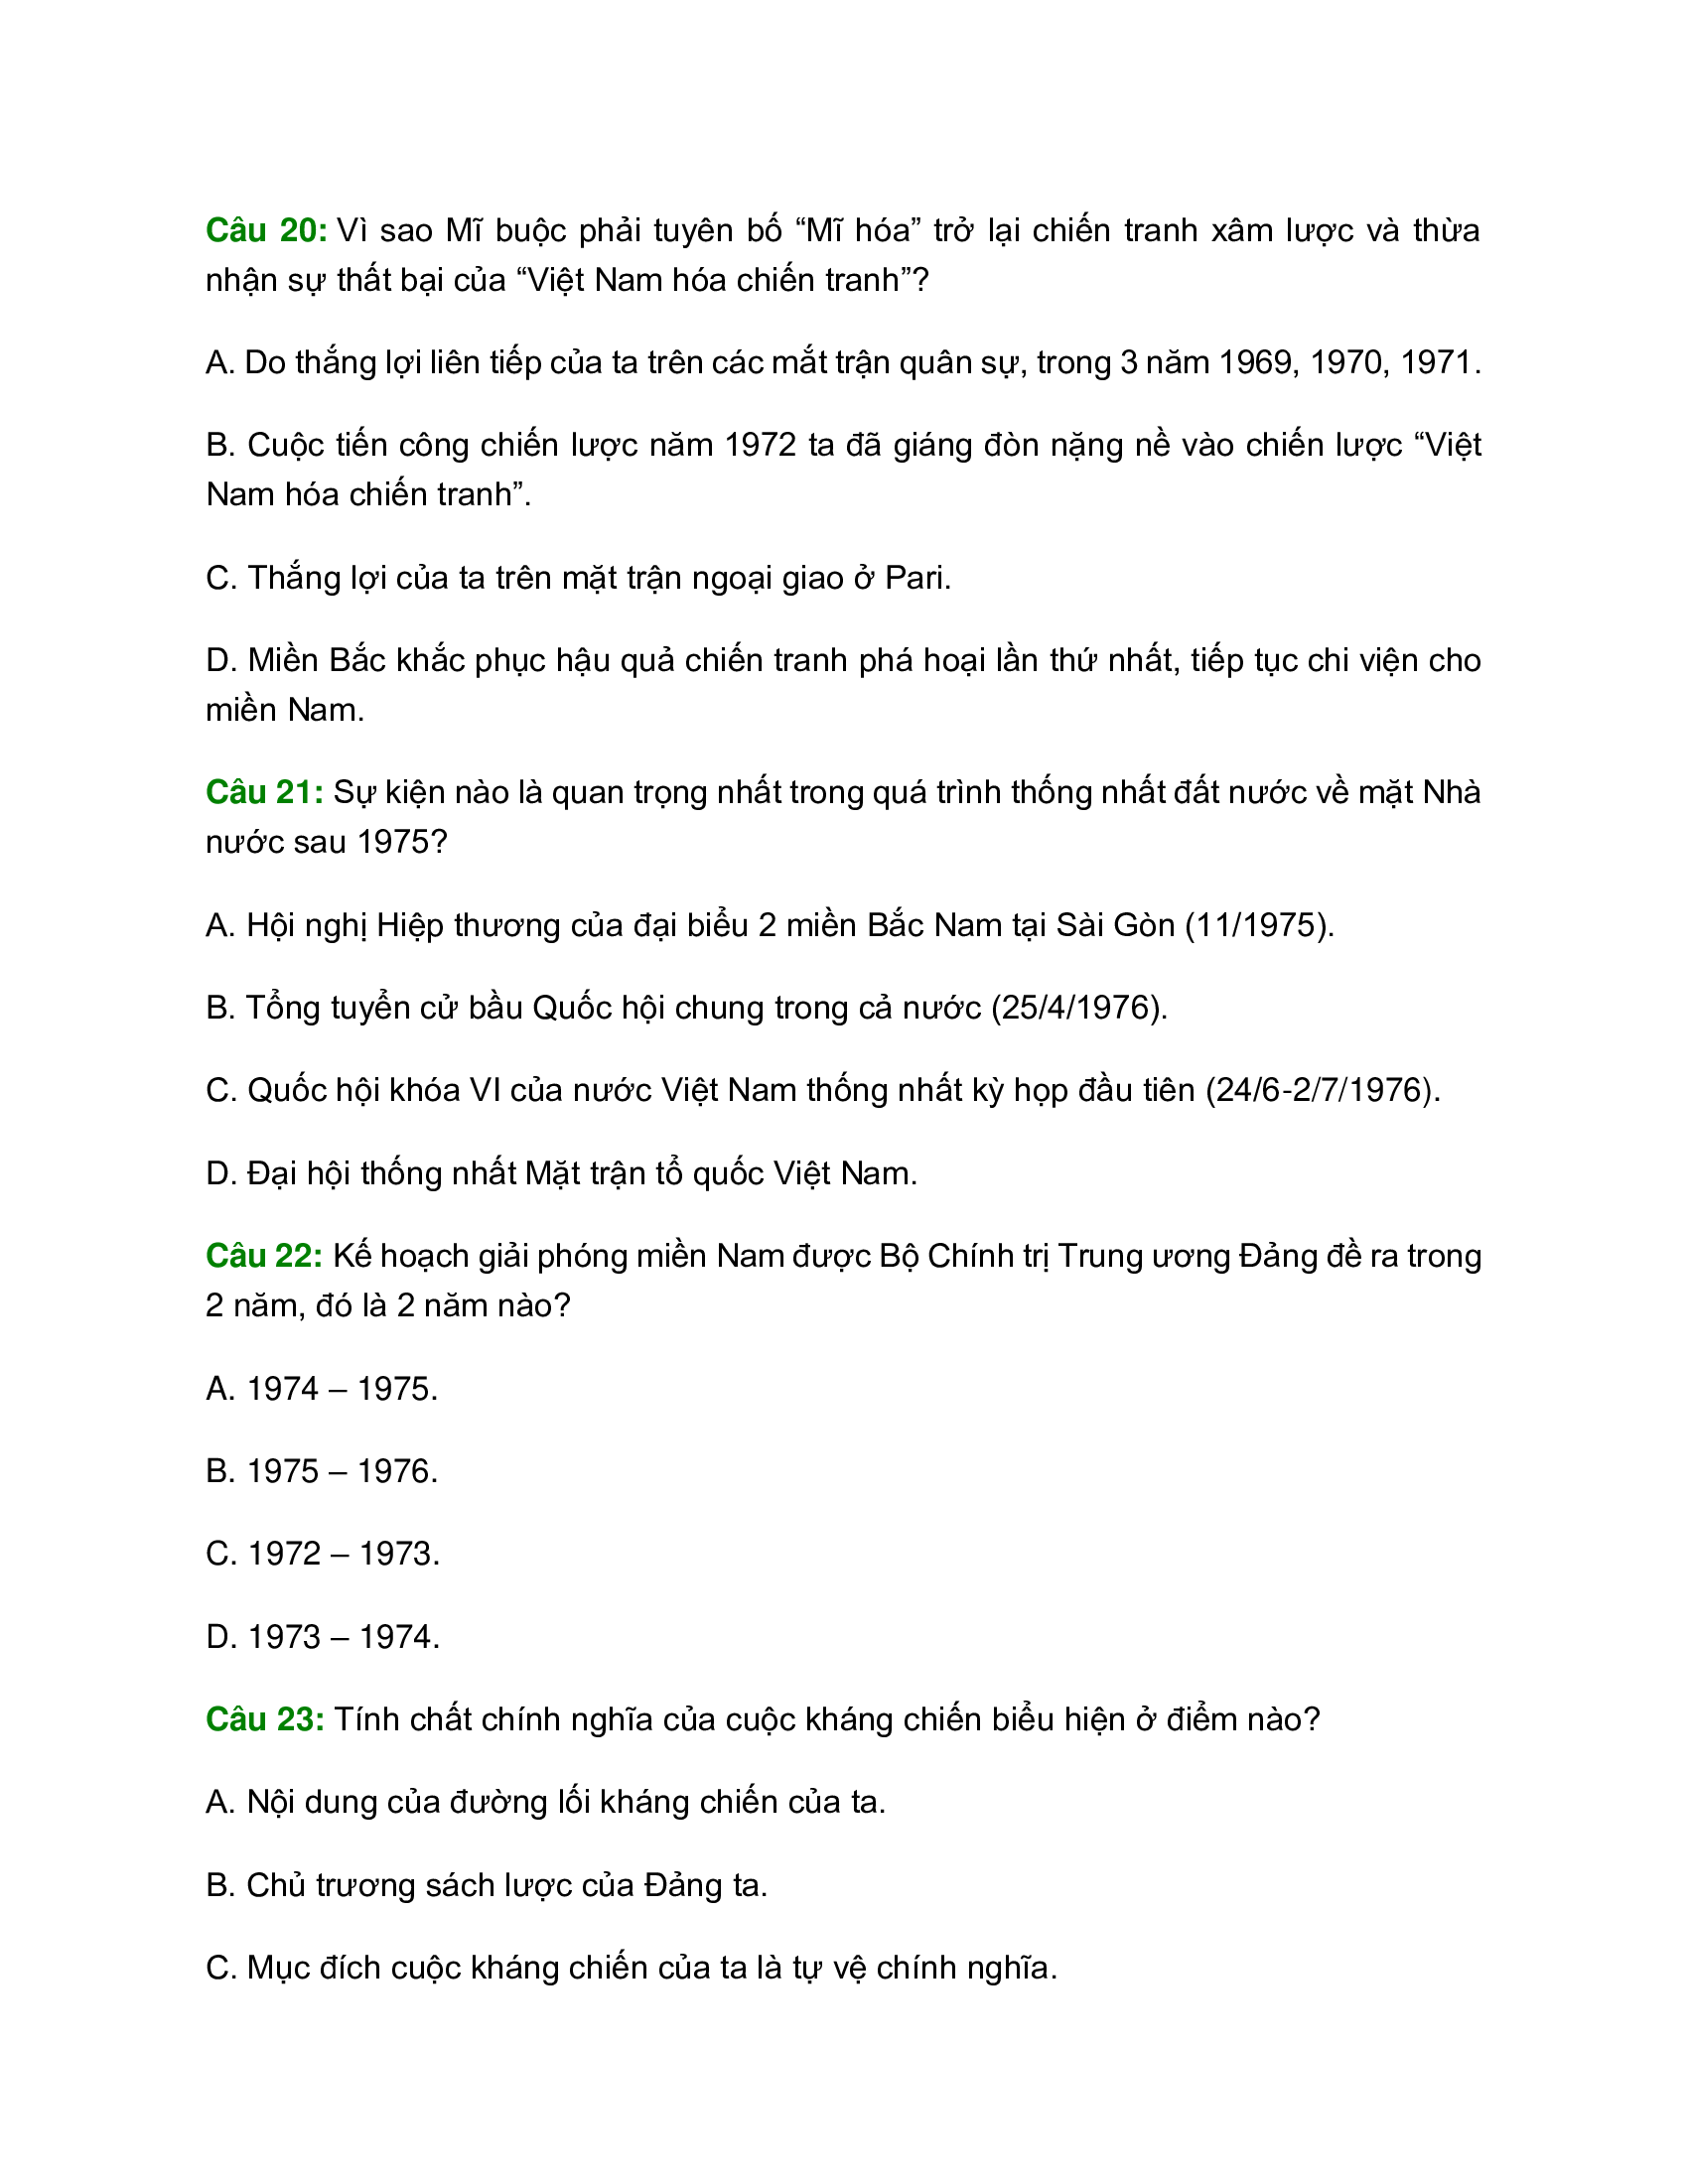 Câu 20: Vì sao Mĩ buộc phải tuyên bố “Mĩ hóa” trở lại chiến tranh xâm lược và thừa
nhận sự thất bại của “Việt Nam hóa chiến tranh”?
A. Do thắng lợi liên tiếp của ta trên các mắt trận quân sự, trong 3 năm 1969, 1970, 1971.
B. Cuộc tiến công chiến lược năm 1972 ta đã giáng đòn nặng nề vào chiến lược “Việt
Nam hóa chiến tranh”.
C. Thắng lợi của ta trên mặt trận ngoại giao ở Pari.
D. Miền Bắc khắc phục hậu quả chiến tranh phá hoại lần thứ nhất, tiếp tục chi viện cho
miền Nam.
Câu 21: Sự kiện nào là quan trọng nhất trong quá trình thống nhất đất nước về mặt Nhà
nước sau 1975?
A. Hội nghị Hiệp thương của đại biểu 2 miền Bắc Nam tại Sài Gòn (11/1975).
B. Tổng tuyển cử bầu Quốc hội chung trong cả nước (25/4/1976).
C. Quốc hội khóa VI của nước Việt Nam thống nhất kỳ họp đầu tiên (24/6-2/7/1976).
D. Đại hội thống nhất Mặt trận tổ quốc Việt Nam.
Câu 22: Kế hoạch giải phóng miền Nam được Bộ Chính trị Trung ương Đảng đề ra trong
2 năm, đó là 2 năm nào?
A. 1974 – 1975.
B. 1975 – 1976.
C. 1972 – 1973.
D. 1973 – 1974.
Câu 23: Tính chất chính nghĩa của cuộc kháng chiến biểu hiện ở điểm nào?
A. Nội dung của đường lối kháng chiến của ta.
B. Chủ trương sách lược của Đảng ta.
C. Mục đích cuộc kháng chiến của ta là tự vệ chính nghĩa.